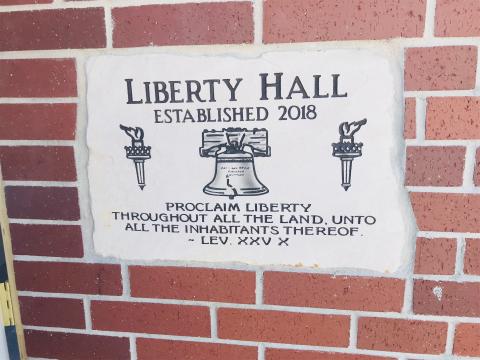 LIBERTY HALL
ESTABLISHED 2018
PROCLAIM LIBERTY
THROUGHOUT ALL THE LAND, UNTO
ALL THE INHABITANTS THEREOF.
~ LEV. XXV X